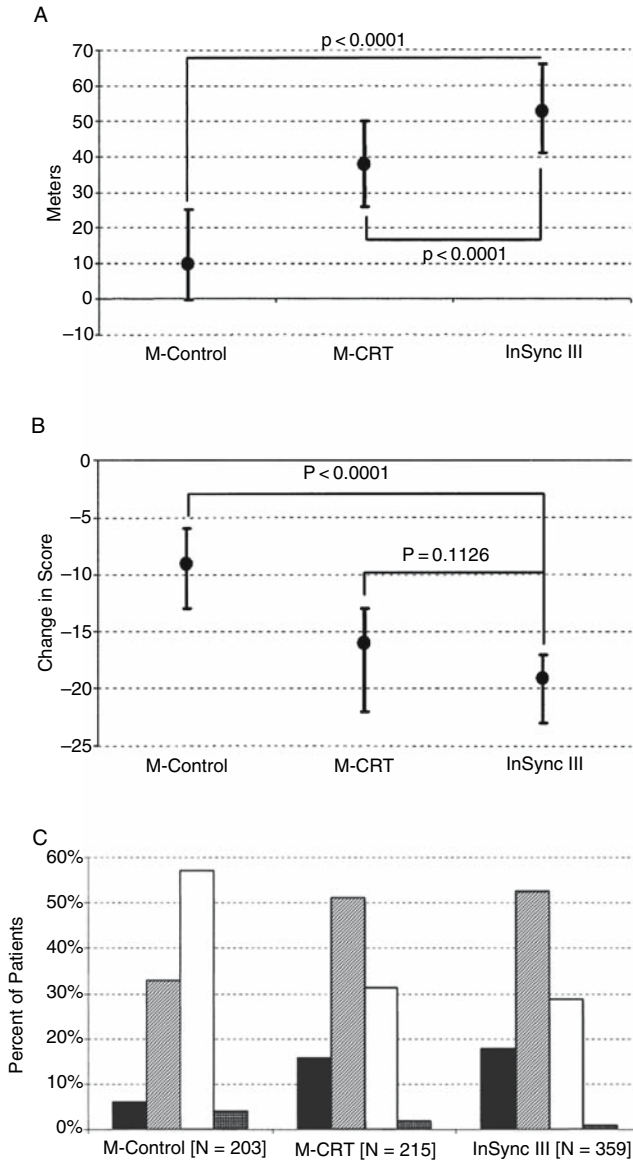 A
p < 0.0001
70
60
50
40
30
20
10
0
–10
Meters
p < 0.0001
M-Control
M-CRT
InSync III
B
0
–5
–10
–15
–20
–25
Change in Score
P < 0.0001
P = 0.1126
M-Control
M-CRT
InSync III
C
60%
50%
40%
30%
20%
10%
0%
Percent of Patients
M-Control [N = 203]
M-CRT [N = 215]
InSync III [N = 359]